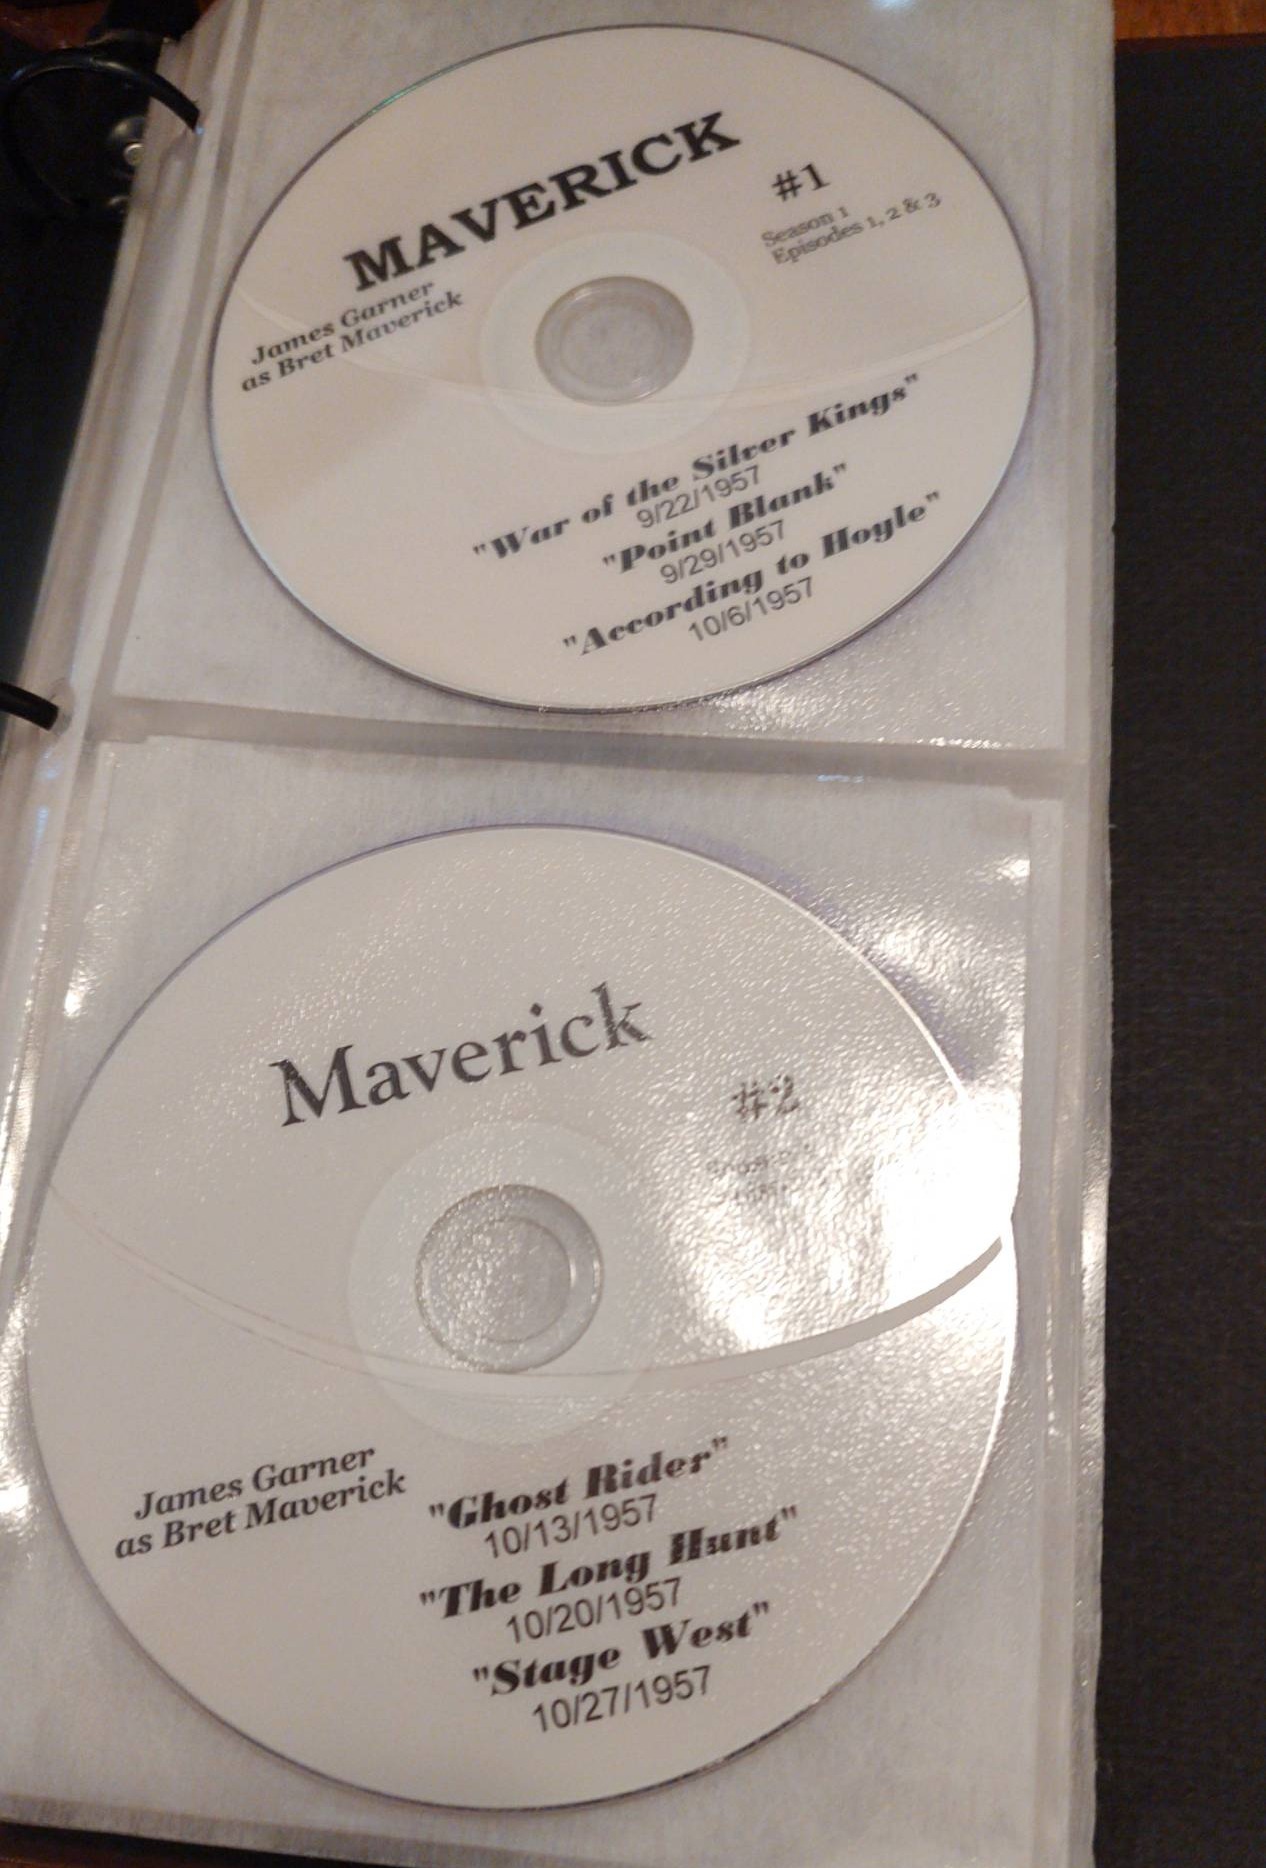 MAVERICK
#1
Season 1
Episodes 1, 2 & 3
James Garner
as Bret Maverick
"War of the Silver Kings"
9/22/1957
"Point Blank"
9/29/1957
"According to Hoyle"
10/6/1957
Maverick
#2
James Garner
as Bret Maverick
"Ghost Rider"
10/13/1957
"The Long Hunt"
10/20/1957
"Stage West"
10/27/1957